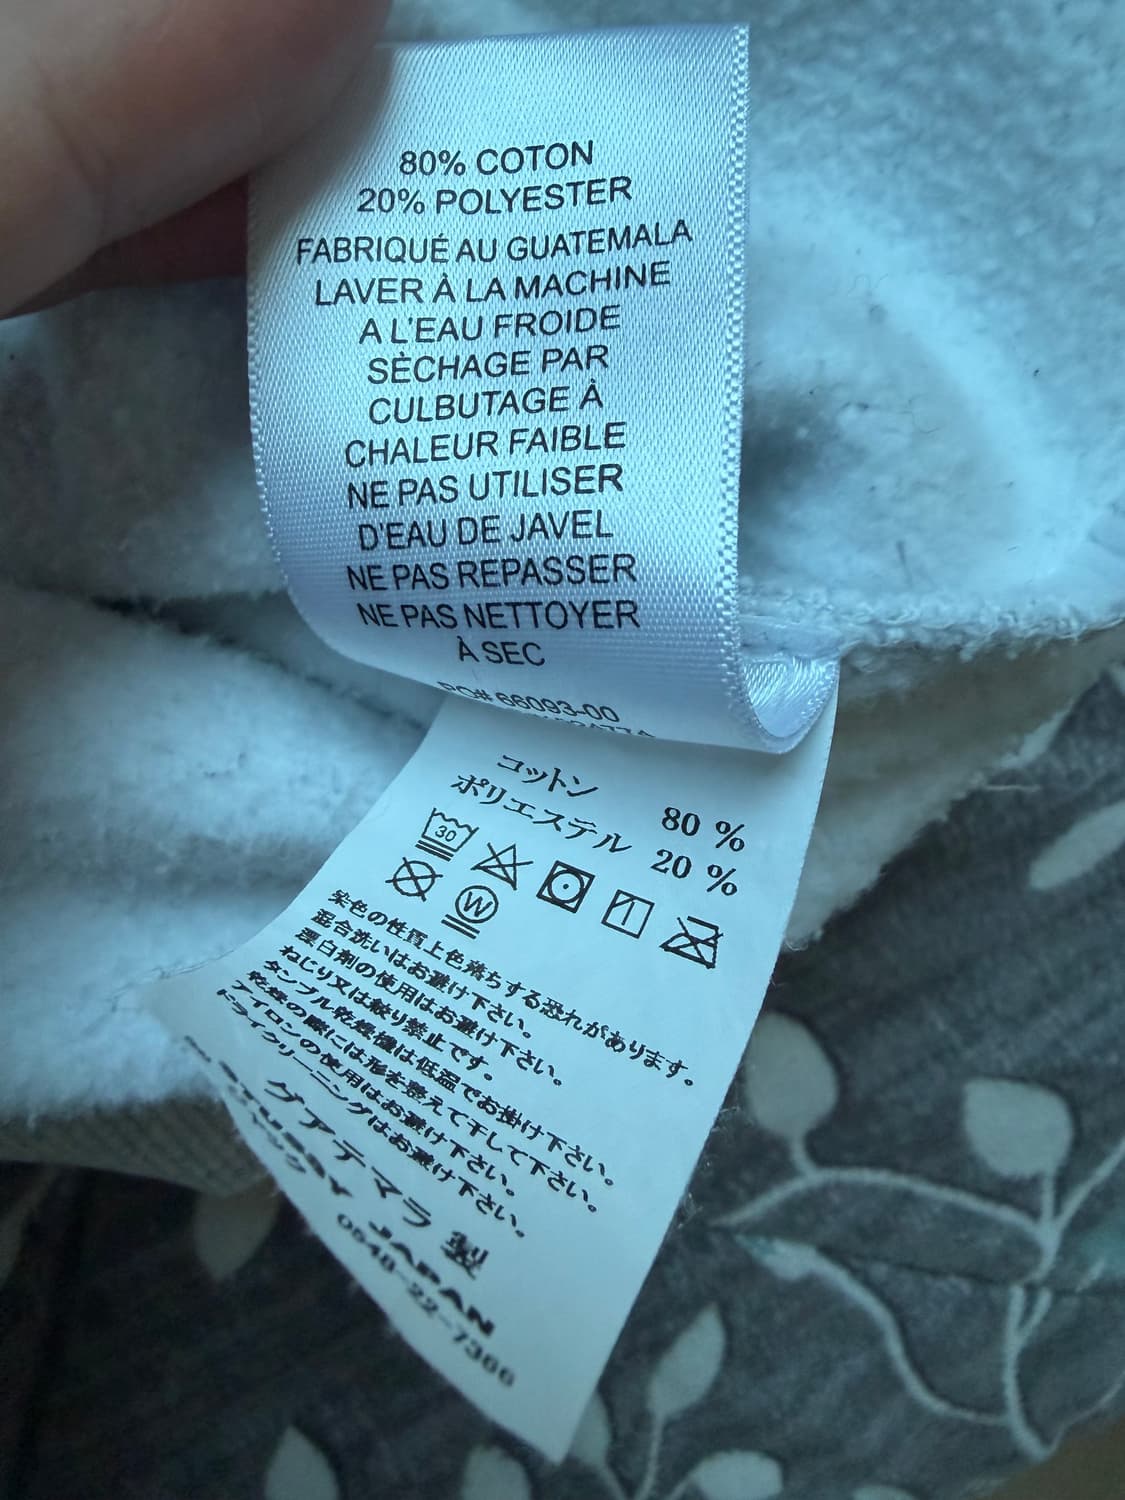 80% COTON
20% POLYESTER
FABRIQUÉ AU GUATEMALA
LAVER À LA MACHINE
A L'EAU FROIDE
SÈCHAGE PAR
CULBUTAGE À
CHALEUR FAIBLE
NE PAS UTILISER
D'EAU DE JAVEL
NE PAS REPASSER
NE PAS NETTOYER
À SEC
PO# 66093-00
コットン 80 %
ポリエステル 20 %
30
W
染色の性質上色落ちする恐れがあります。
混合洗いはお避け下さい。
漂白剤の使用はお避け下さい。
ねじり又は絞り禁止です。
タンブル乾燥機は低温でお掛け下さい。
乾燥の際には形を整えて干して下さい。
アイロンの使用はお避け下さい。
ドライクリーニングはお避け下さい。
グアテマラ 製
STUSSY JAPAN
0548-22-7366